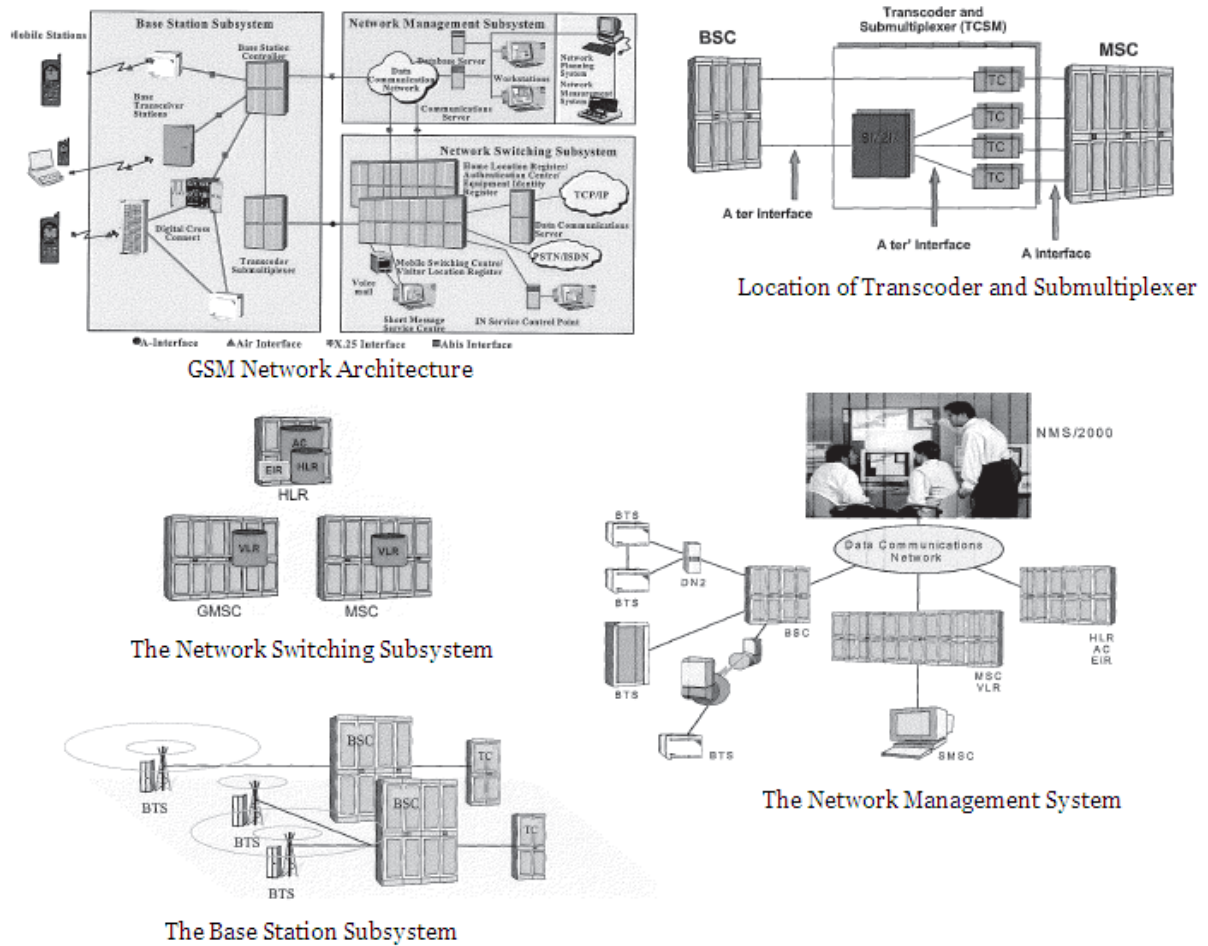 Base Station Subsystem
Mobile Stations
Base Station
Controller
Base
Transceiver
Stations
Digital Cross
Connect
Transcoder
Submultiplexer
Network Management Subsystem
Data
Communication
Network
Database Server
Workstations
Communications
Server
Network
Planning
System
Network
Measurement
System
Network Switching Subsystem
Home Location Register/
Authentication Centre/
Equipment Identity
Register
TCP/IP
Data Communications
Server
PSTN/ISDN
Mobile Switching Centre/
Visitor Location Register
Voice
mail
Short Message
Service Centre
IN Service Control Point
A-Interface
Air Interface
X.25 Interface
Abis Interface
GSM Network Architecture
Transcoder and
Submultiplexer (TCSM)
BSC
MSC
TC
TC
TC
TC
A ter Interface
A ter' Interface
A Interface
Location of Transcoder and Submultiplexer
AC
EIR
HLR
HLR
VLR
VLR
GMSC
MSC
The Network Switching Subsystem
NMS/2000
BTS
Data Communications
Network
DN2
BTS
BSC
BTS
HLR
AC
EIR
MSC
VLR
BTS
SMSC
The Network Management System
BSC
TC
BTS
BSC
TC
BTS
BTS
The Base Station Subsystem